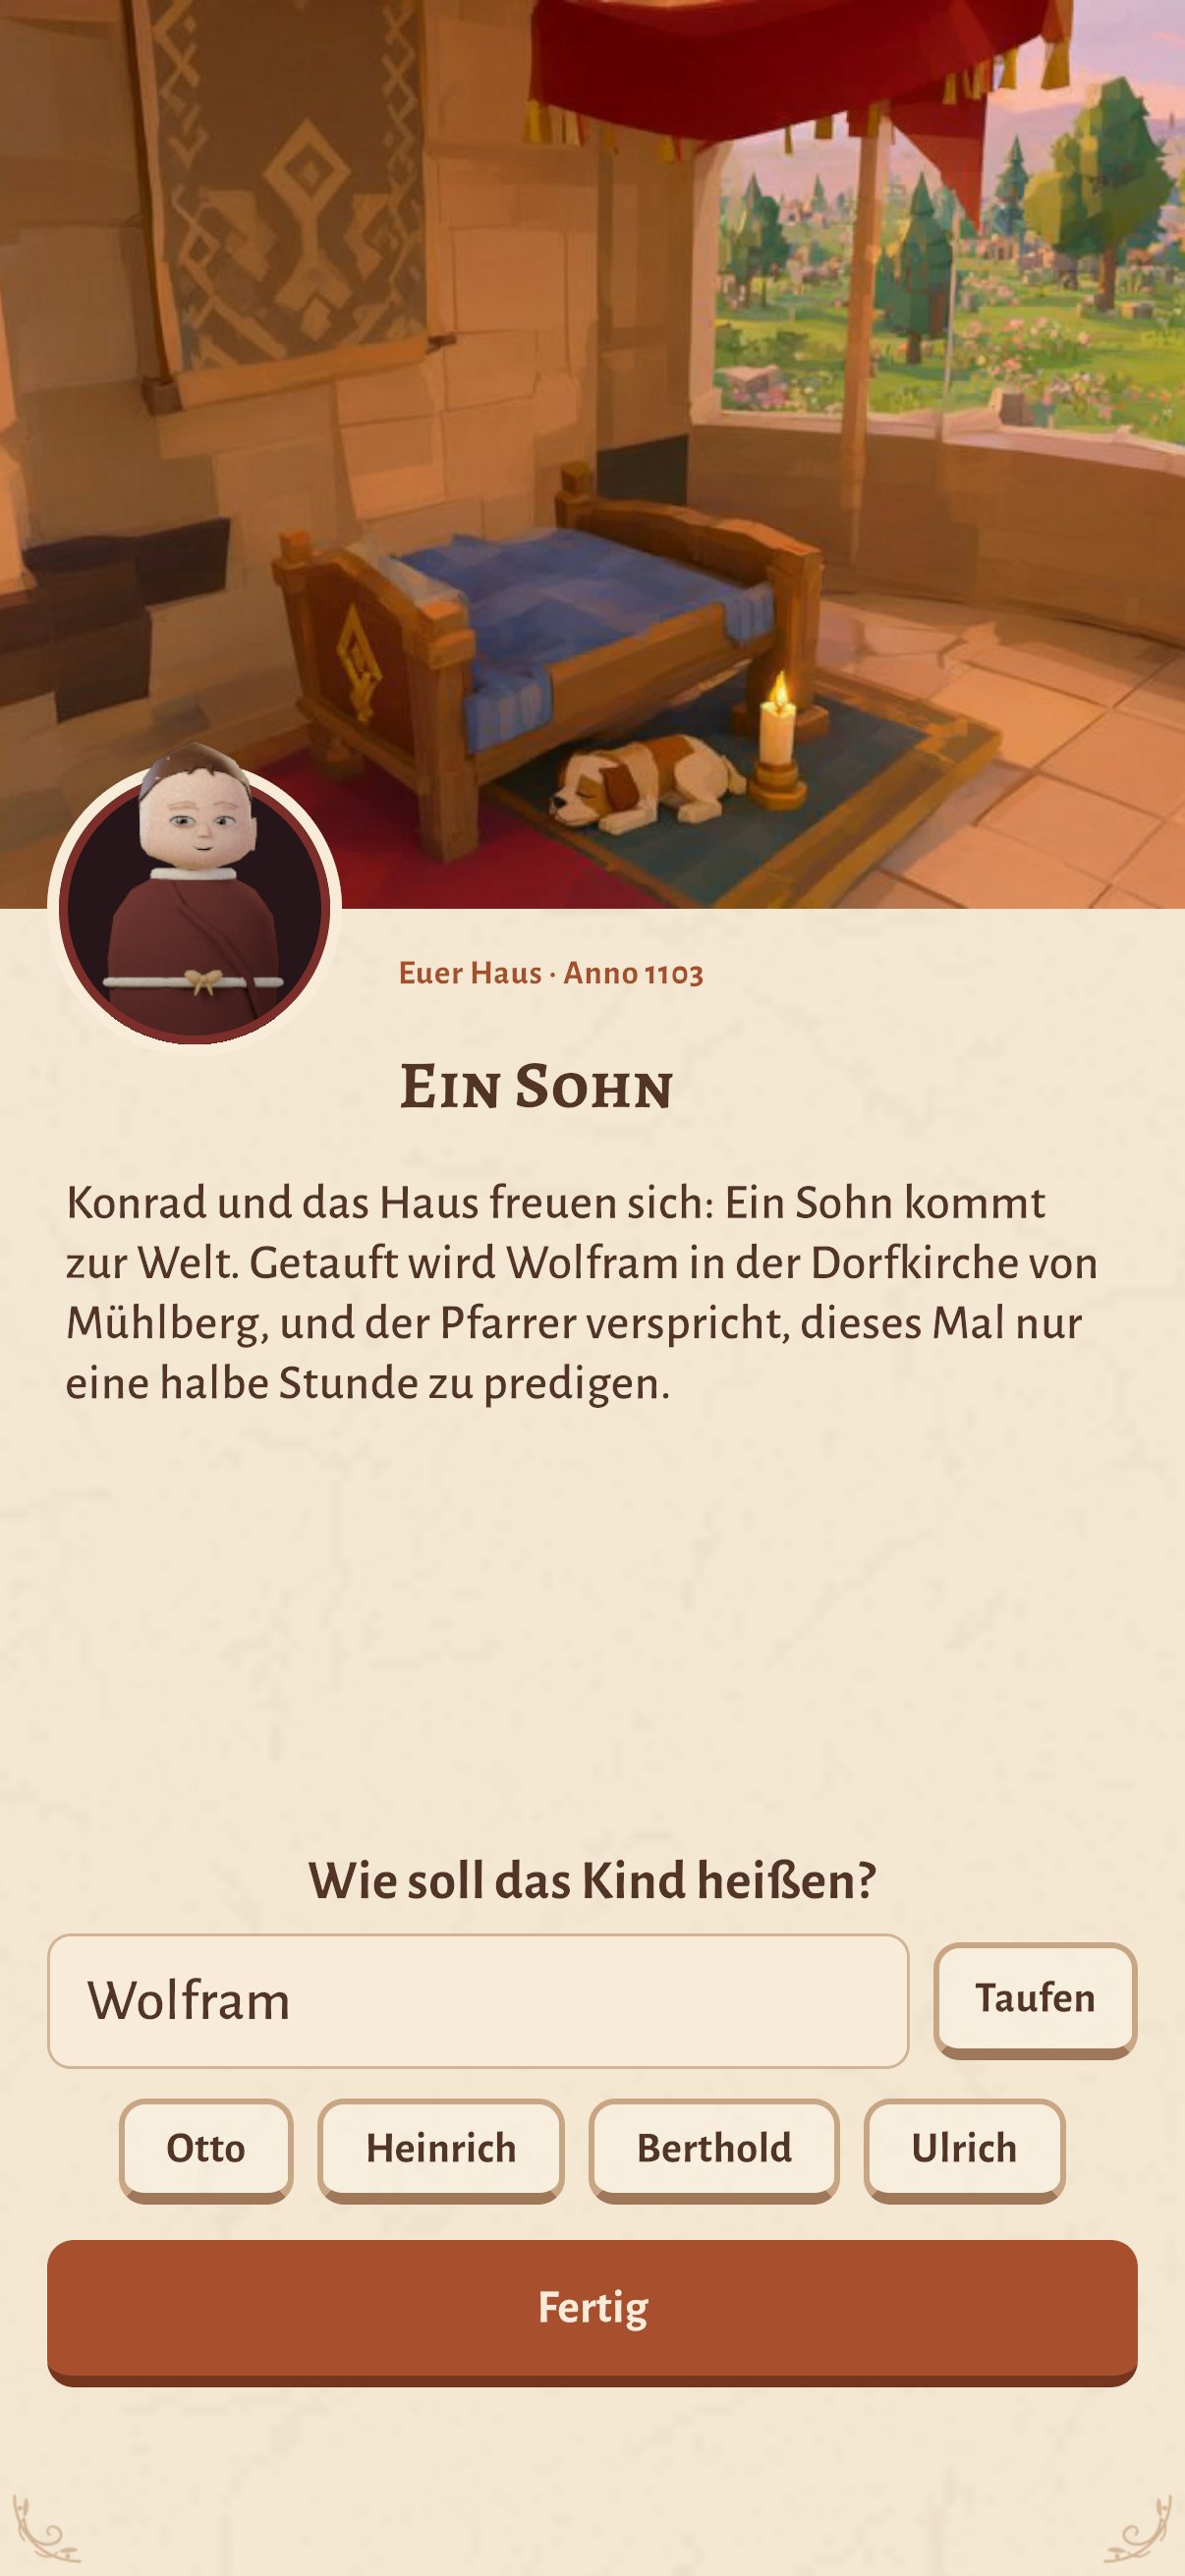 Euer Haus · Anno 1103
Ein Sohn
Konrad und das Haus freuen sich: Ein Sohn kommt
zur Welt. Getauft wird Wolfram in der Dorfkirche von
Mühlberg, und der Pfarrer verspricht, dieses Mal nur
eine halbe Stunde zu predigen.
Wie soll das Kind heißen?
Wolfram
Taufen
Otto
Heinrich
Berthold
Ulrich
Fertig